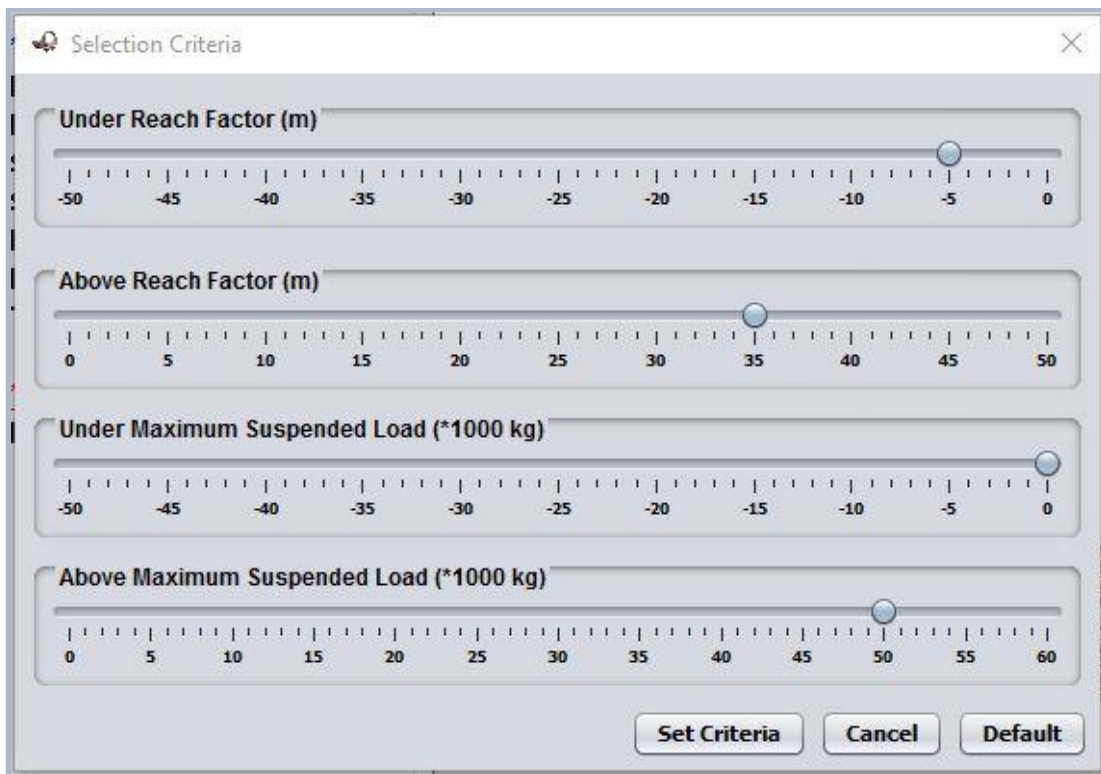 Selection Criteria
Under Reach Factor (m)
-50 -45 -40 -35 -30 -25 -20 -15 -10 -5 0
Above Reach Factor (m)
0 5 10 15 20 25 30 35 40 45 50
Under Maximum Suspended Load (*1000 kg)
-50 -45 -40 -35 -30 -25 -20 -15 -10 -5 0
Above Maximum Suspended Load (*1000 kg)
0 5 10 15 20 25 30 35 40 45 50 55 60
Set Criteria Cancel Default